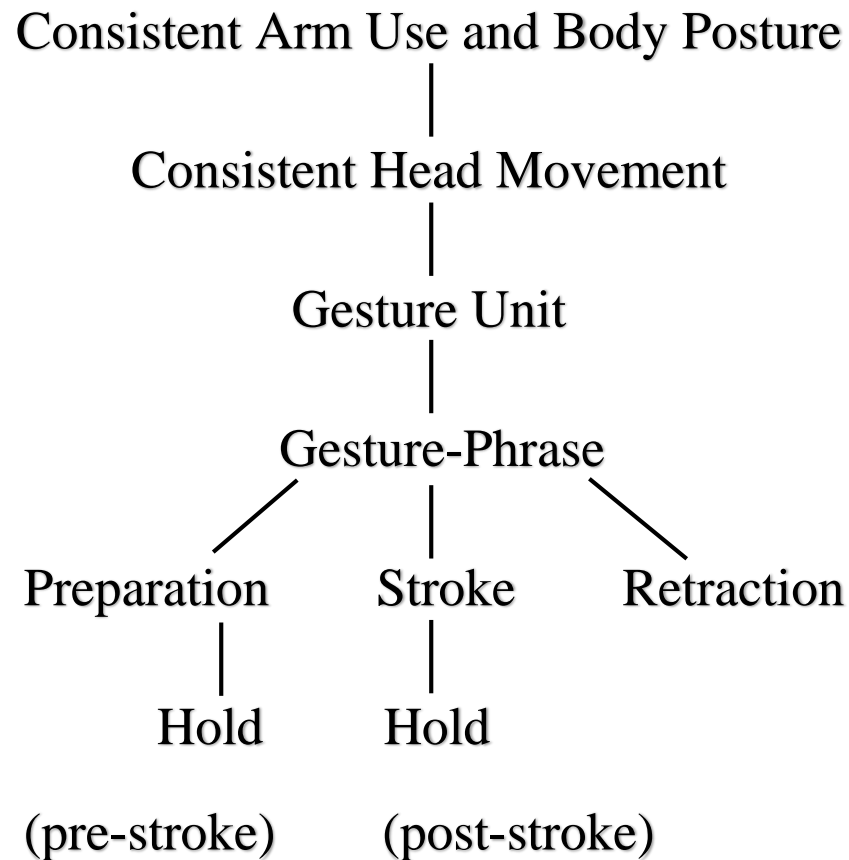 Consistent Arm Use and Body Posture
Consistent Head Movement
Gesture Unit
Gesture-Phrase
Preparation Stroke Retraction
Hold Hold
(pre-stroke) (post-stroke)